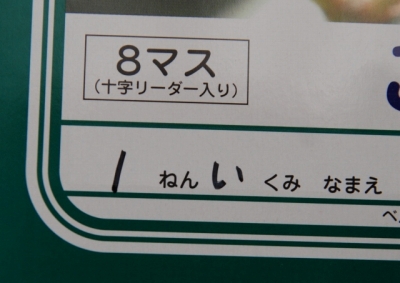 8マス
(十字リーダー入り)
1 ねん い くみ なまえ